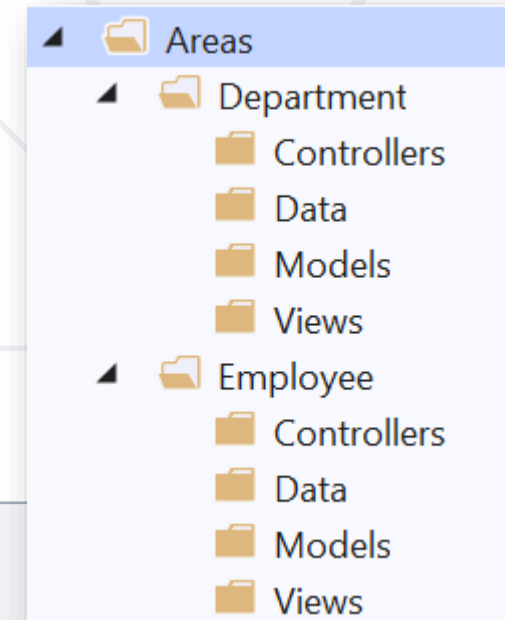 Areas
Department
Controllers
Data
Models
Views
Employee
Controllers
Data
Models
Views